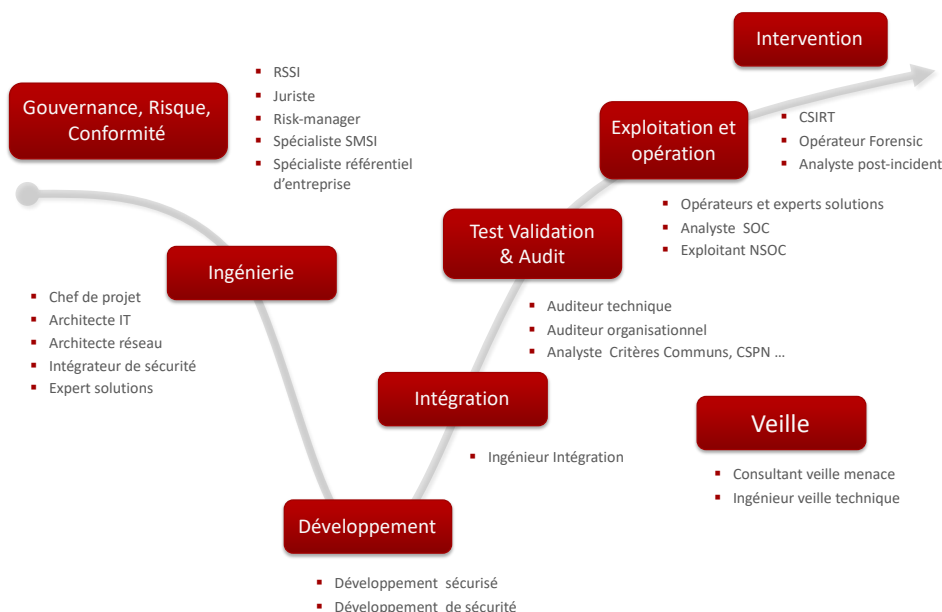 Intervention
Gouvernance, Risque,
Conformité
RSSI
Juriste
Risk-manager
Spécialiste SMSI
Spécialiste référentiel
d'entreprise
Exploitation et
opération
CSIRT
Opérateur Forensic
Analyste post-incident
Opérateurs et experts solutions
Analyste SOC
Exploitant NSOC
Test Validation
& Audit
Ingénierie
Chef de projet
Architecte IT
Architecte réseau
Intégrateur de sécurité
Expert solutions
Auditeur technique
Auditeur organisationnel
Analyste Critères Communs, CSPN ...
Intégration
Ingénieur Intégration
Veille
Consultant veille menace
Ingénieur veille technique
Développement
Développement sécurisé
Développement de sécurité